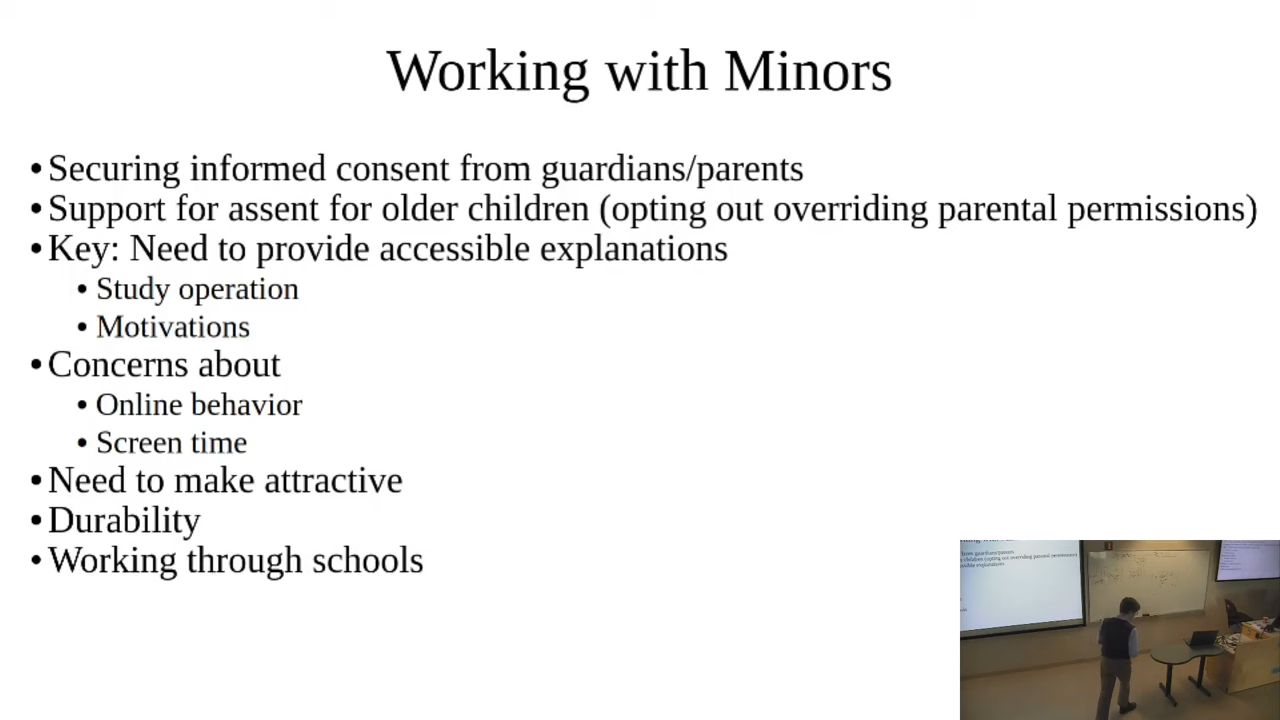 Working with Minors
•Securing informed consent from guardians/parents
•Support for assent for older children (opting out overriding parental permissions)
•Key: Need to provide accessible explanations
• Study operation
• Motivations
•Concerns about
• Online behavior
• Screen time
•Need to make attractive
•Durability
•Working through schools